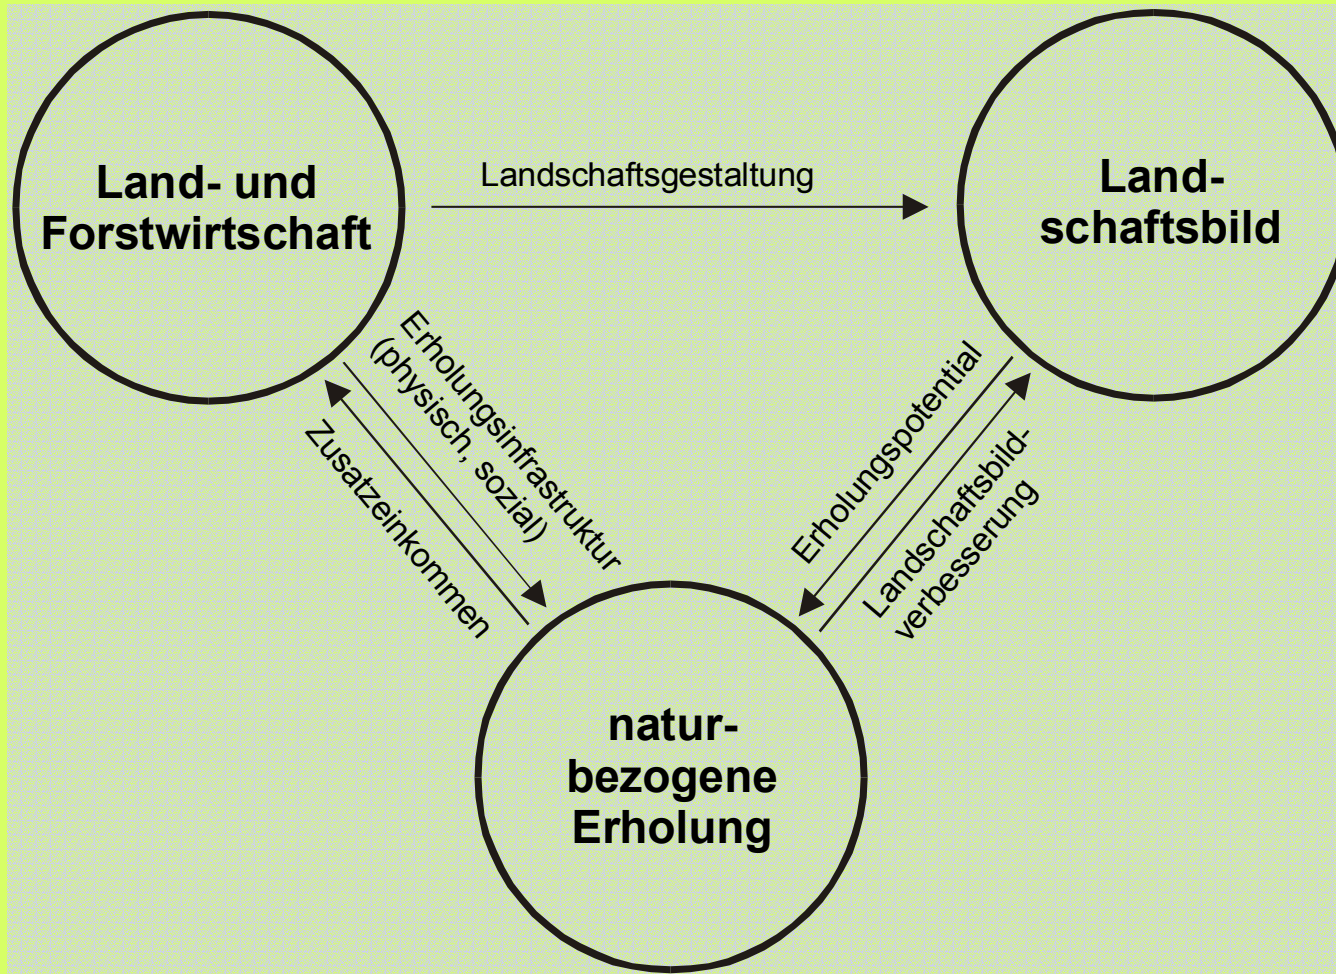 Land- und
Forstwirtschaft
Landschaftsgestaltung
Land-
schaftsbild
Erholungsinfrastruktur
(physisch, sozial)
Zusatzeinkommen
Erholungspotential
Landschaftsbild-
verbesserung
natur-
bezogene
Erholung